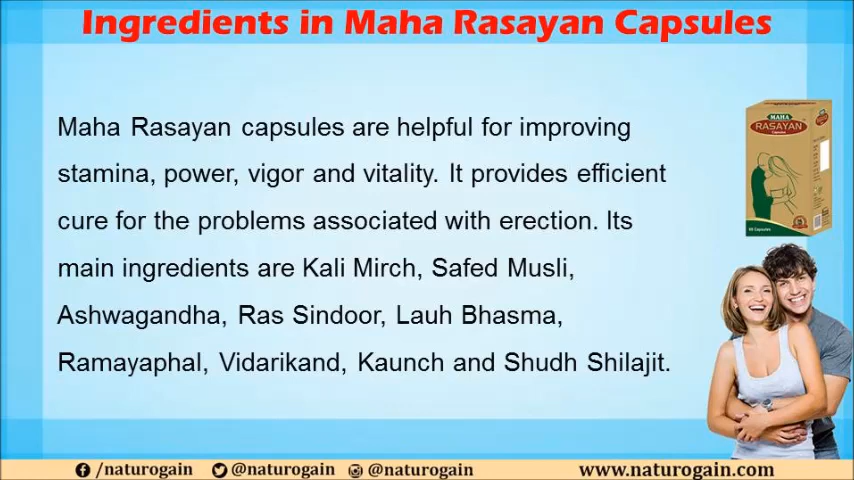 Ingredients in Maha Rasayan Capsules
Maha Rasayan capsules are helpful for improving
stamina, power, vigor and vitality. It provides efficient
cure for the problems associated with erection. Its
main ingredients are Kali Mirch, Safed Musli,
Ashwagandha, Ras Sindoor, Lauh Bhasma,
Ramayaphal, Vidarikand, Kaunch and Shudh Shilajit.
MAHA
RASAYAN
Capsules
/naturogain @naturogain @naturogain www.naturogain.com